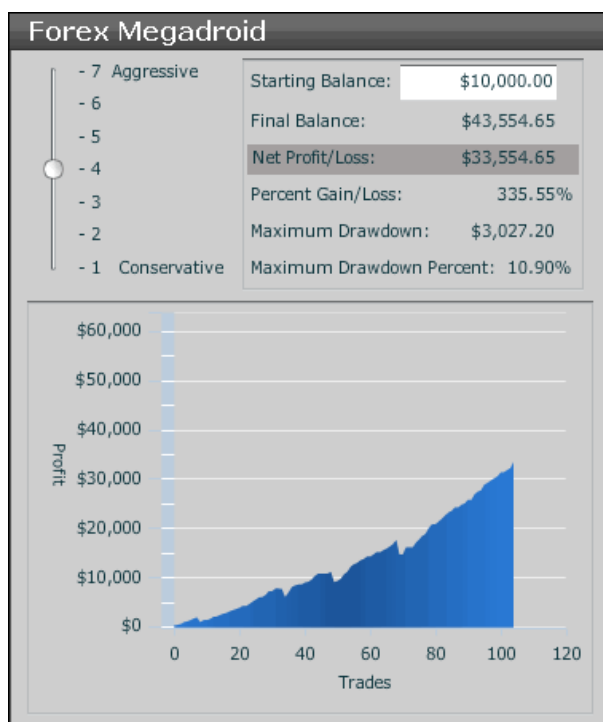 Forex Megadroid
- 7 Aggressive
- 6
- 5
- 4
- 3
- 2
- 1 Conservative
Starting Balance: $10,000.00
Final Balance: $43,554.65
Net Profit/Loss: $33,554.65
Percent Gain/Loss: 335.55%
Maximum Drawdown: $3,027.20
Maximum Drawdown Percent: 10.90%
$60,000
$50,000
$40,000
$30,000
$20,000
$10,000
$0
Profit
0 20 40 60 80 100 120
Trades